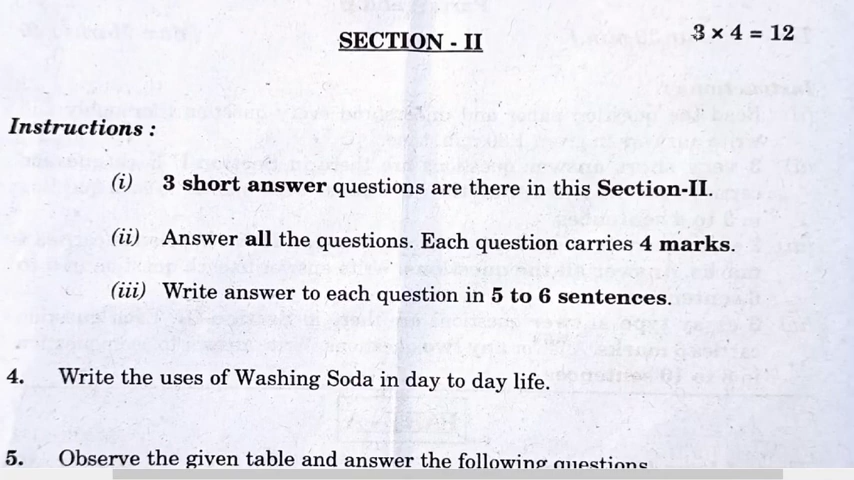 SECTION - II
3 × 4 = 12
Instructions :
(i) 3 short answer questions are there in this Section-II.
(ii) Answer all the questions. Each question carries 4 marks.
(iii) Write answer to each question in 5 to 6 sentences.
4. Write the uses of Washing Soda in day to day life.
5. Observe the given table and answer the following questions